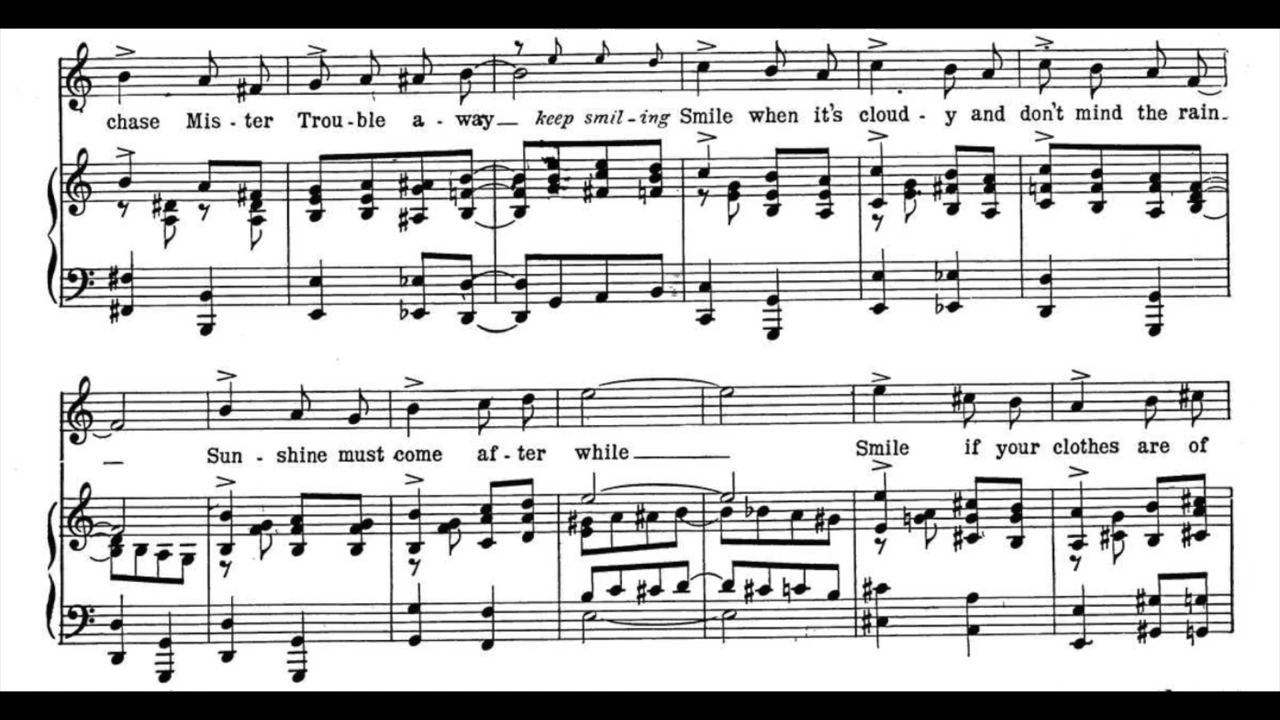 chase Mis - ter Trou - ble a - way keep smil - ing Smile when it's cloud - y and don't mind the rain
Sun - shine must come af - ter while Smile if your clothes are of